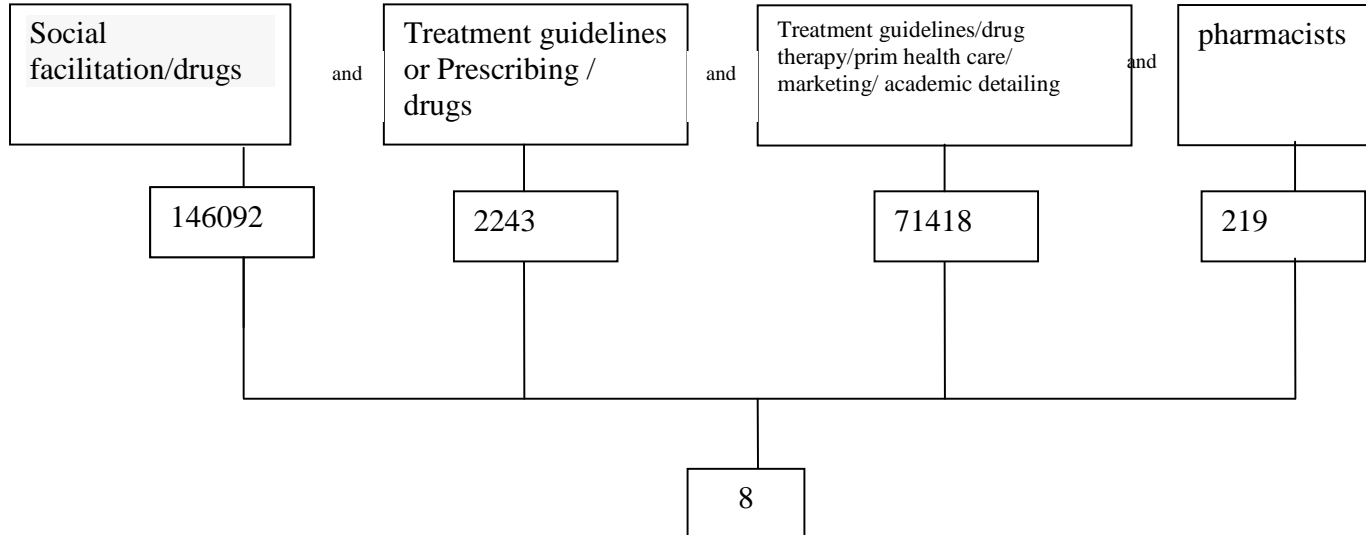 Social
facilitation/drugs
and
Treatment guidelines
or Prescribing /
drugs
and
Treatment guidelines/drug
therapy/prim health care/
marketing/ academic detailing
and
pharmacists
146092
2243
71418
219
8